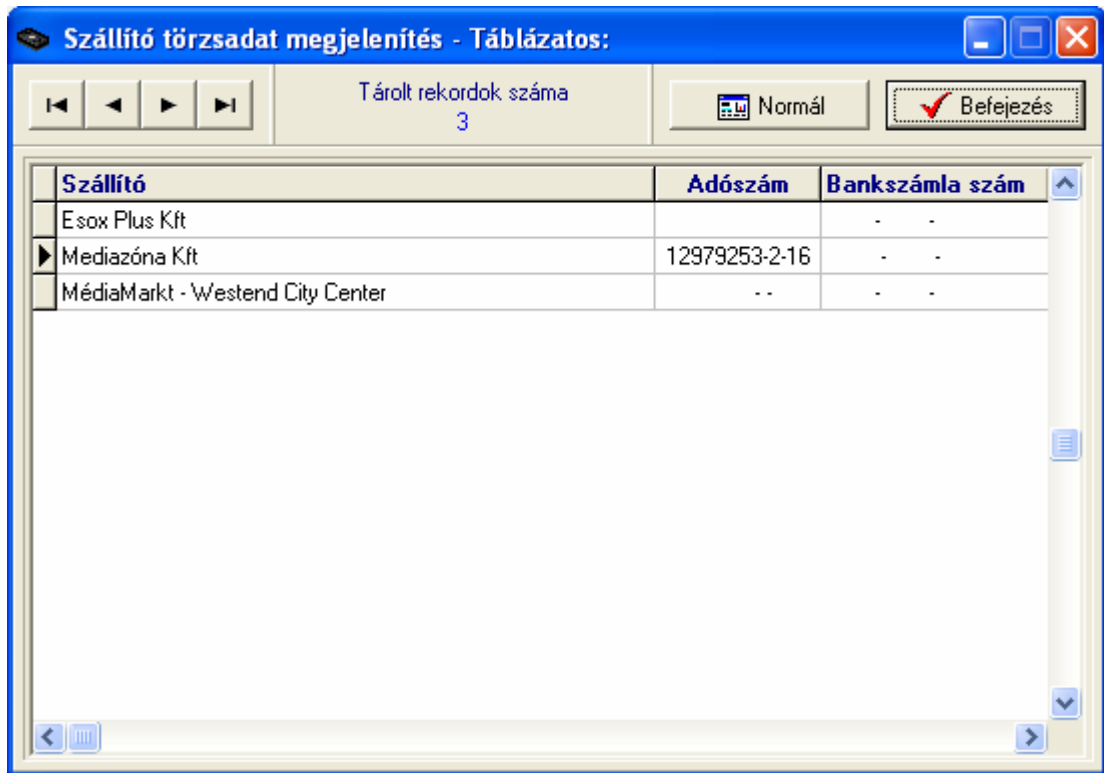 Szállító törzsadat megjelenítés - Táblázatos:
Tárolt rekordok száma
3
Normál
Befejezés
Szállító Adószám Bankszámla szám
Esox Plus Kft - -
Mediazóna Kft 12979253-2-16 - -
MédiaMarkt - Westend City Center - - - -